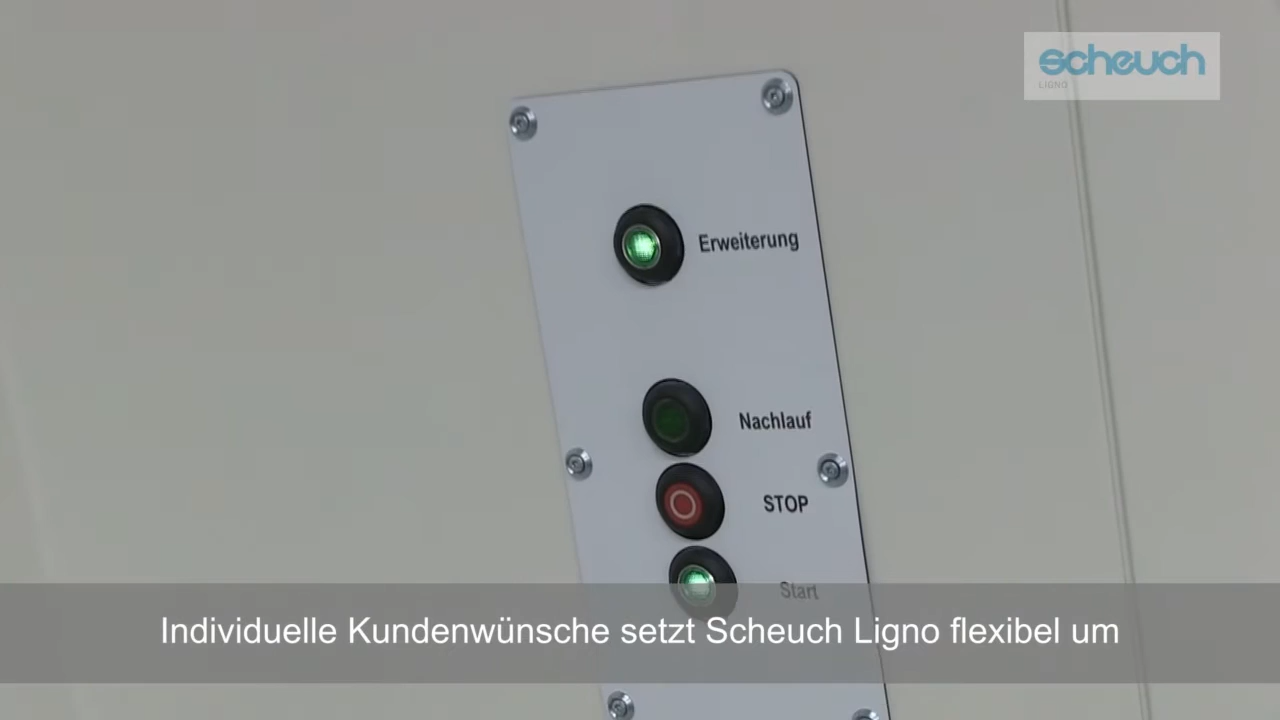 scheuch
LIGNO
Erweiterung
Nachlauf
STOP
Start
Individuelle Kundenwünsche setzt Scheuch Ligno flexibel um